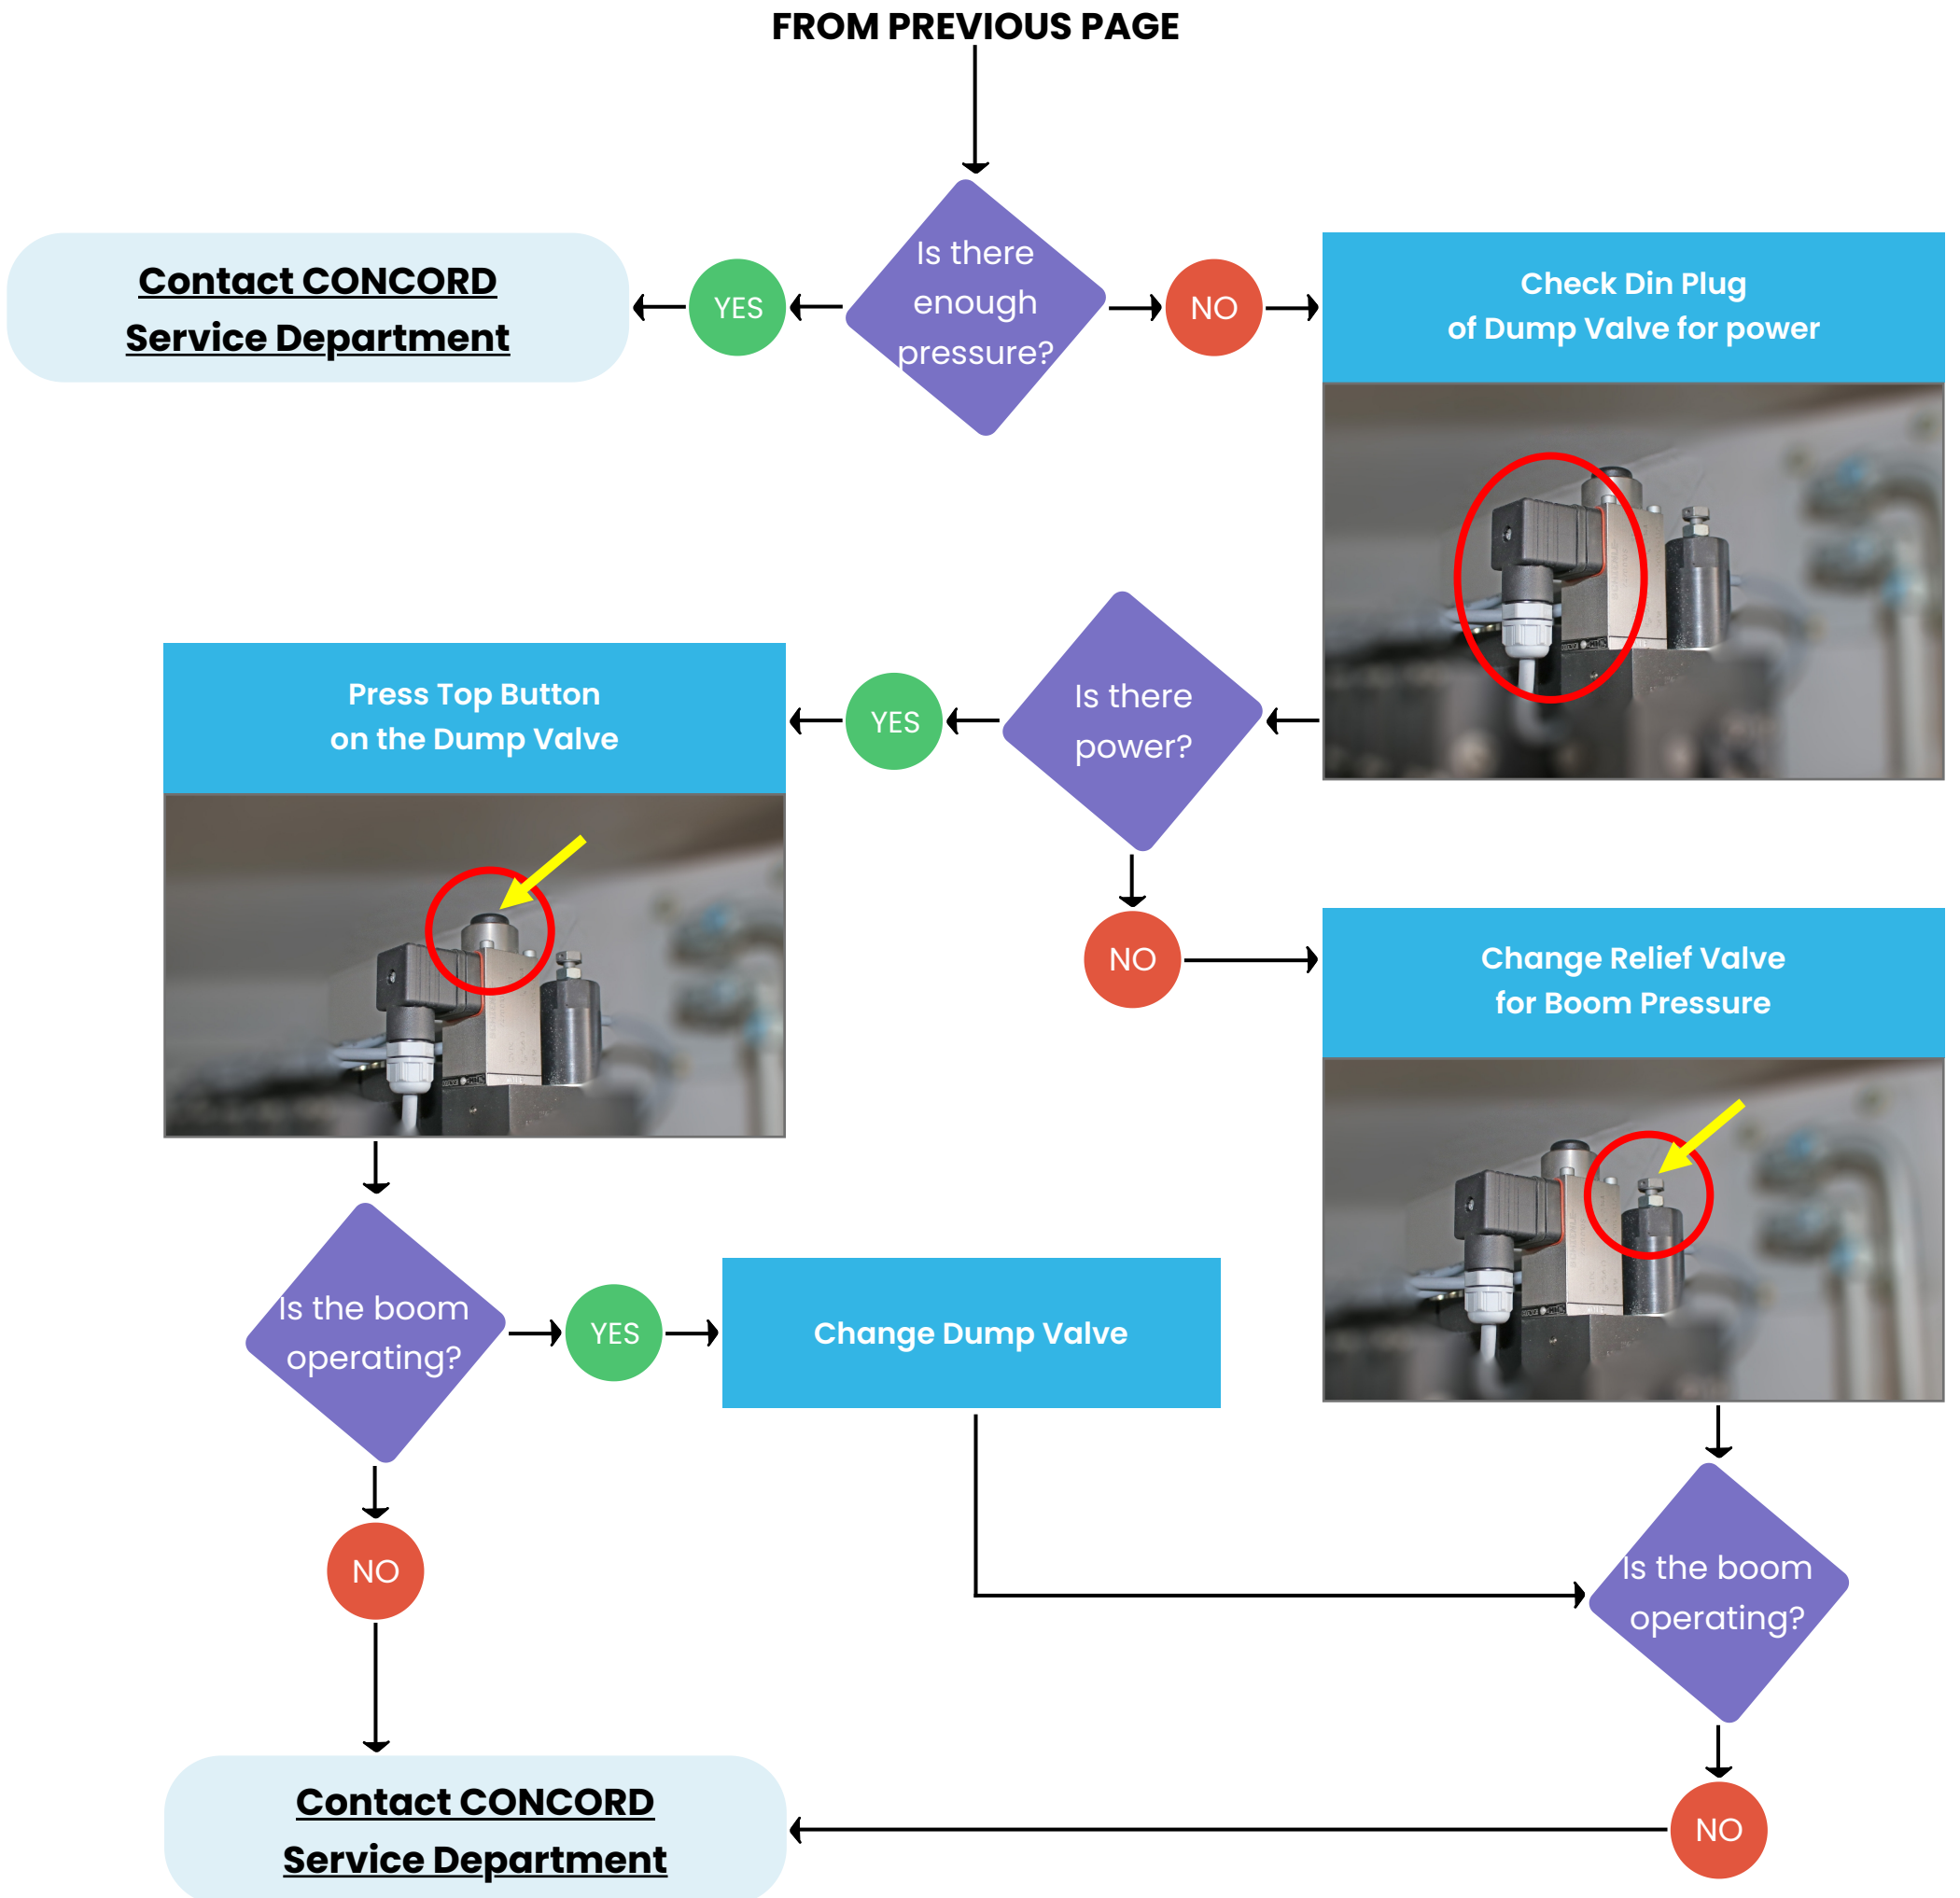 FROM PREVIOUS PAGE
Is there
enough
pressure?
YES
NO
Contact CONCORD
Service Department
Check Din Plug
of Dump Valve for power
Is there
power?
YES
NO
Press Top Button
on the Dump Valve
Change Relief Valve
for Boom Pressure
Is the boom
operating?
YES
Change Dump Valve
NO
Is the boom
operating?
NO
Contact CONCORD
Service Department